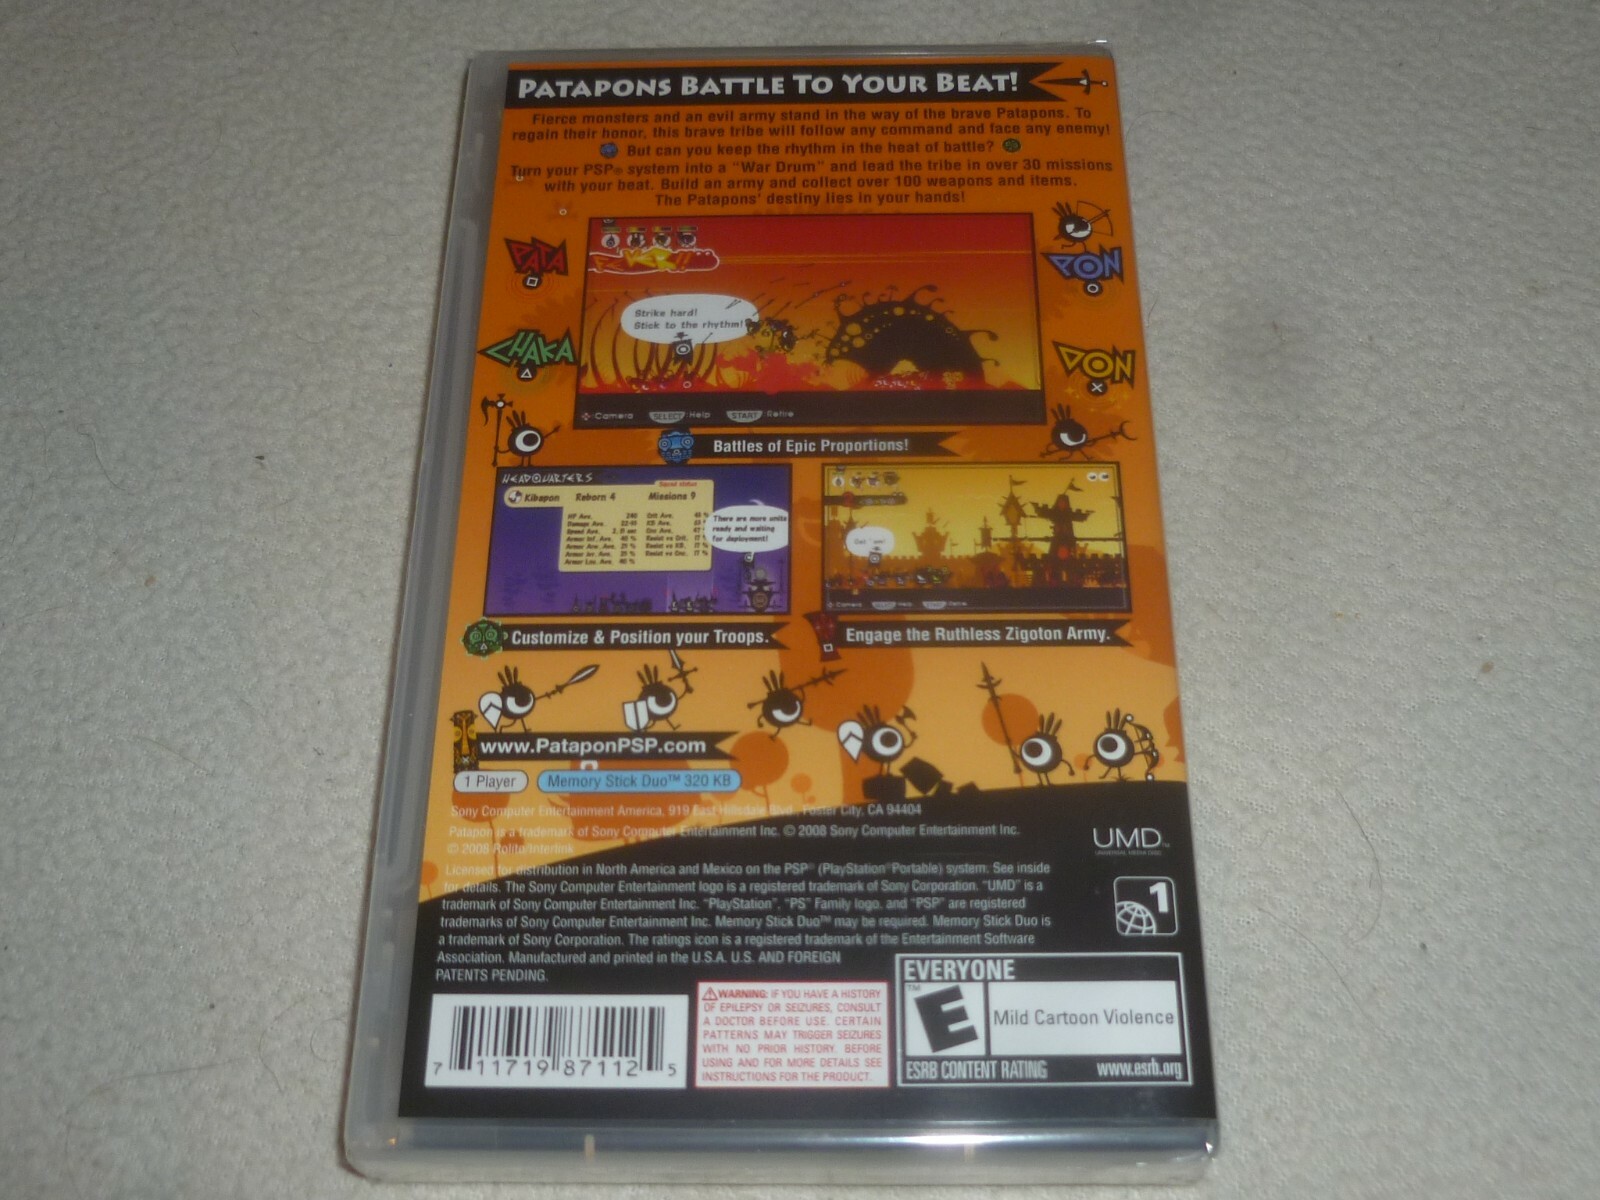 PATAPONS BATTLE TO YOUR BEAT!
Fierce monsters and an evil army stand in the way of the brave Patapons. To
regain their honor, this brave tribe will follow any command and face any enemy!
But can you keep the rhythm in the heat of battle?
Turn your PSP® system into a "War Drum" and lead the tribe in over 30 missions
with your beat. Build an army and collect over 100 weapons and items.
The Patapons' destiny lies in your hands!
PATA
PON
CHAKA
DON
Strike hard!
Stick to the rhythm!
:Camera SELECT:Help START:Retire
Battles of Epic Proportions!
HEADQUARTERS
Squad status
Kibapon Reborn 4 Missions 9
There are more units
ready and waiting
for deployment!
Customize & Position your Troops.
Engage the Ruthless Zigoton Army.
www.PataponPSP.com
1 Player
Memory Stick Duo™ 320 KB
Sony Computer Entertainment America, 919 East Hillsdale Blvd., Foster City, CA 94404
Patapon is a trademark of Sony Computer Entertainment Inc. © 2008 Sony Computer Entertainment Inc.
© 2008 Rolito/Interlink
Licensed for distribution in North America and Mexico on the PSP® (PlayStation®Portable) system. See inside
for details. The Sony Computer Entertainment logo is a registered trademark of Sony Corporation. "UMD" is a
trademark of Sony Computer Entertainment Inc. "PlayStation", "PS" Family logo, and "PSP" are registered
trademarks of Sony Computer Entertainment Inc. Memory Stick Duo™ may be required. Memory Stick Duo is
a trademark of Sony Corporation. The ratings icon is a registered trademark of the Entertainment Software
Association. Manufactured and printed in the U.S.A. U.S. AND FOREIGN
PATENTS PENDING.
UMD™
1
7 11719 87112 5
WARNING: IF YOU HAVE A HISTORY
OF EPILEPSY OR SEIZURES, CONSULT
A DOCTOR BEFORE USE. CERTAIN
PATTERNS MAY TRIGGER SEIZURES
WITH NO PRIOR HISTORY. BEFORE
USING AND FOR MORE DETAILS SEE
INSTRUCTIONS FOR THE PRODUCT.
EVERYONE
E
Mild Cartoon Violence
ESRB CONTENT RATING www.esrb.org